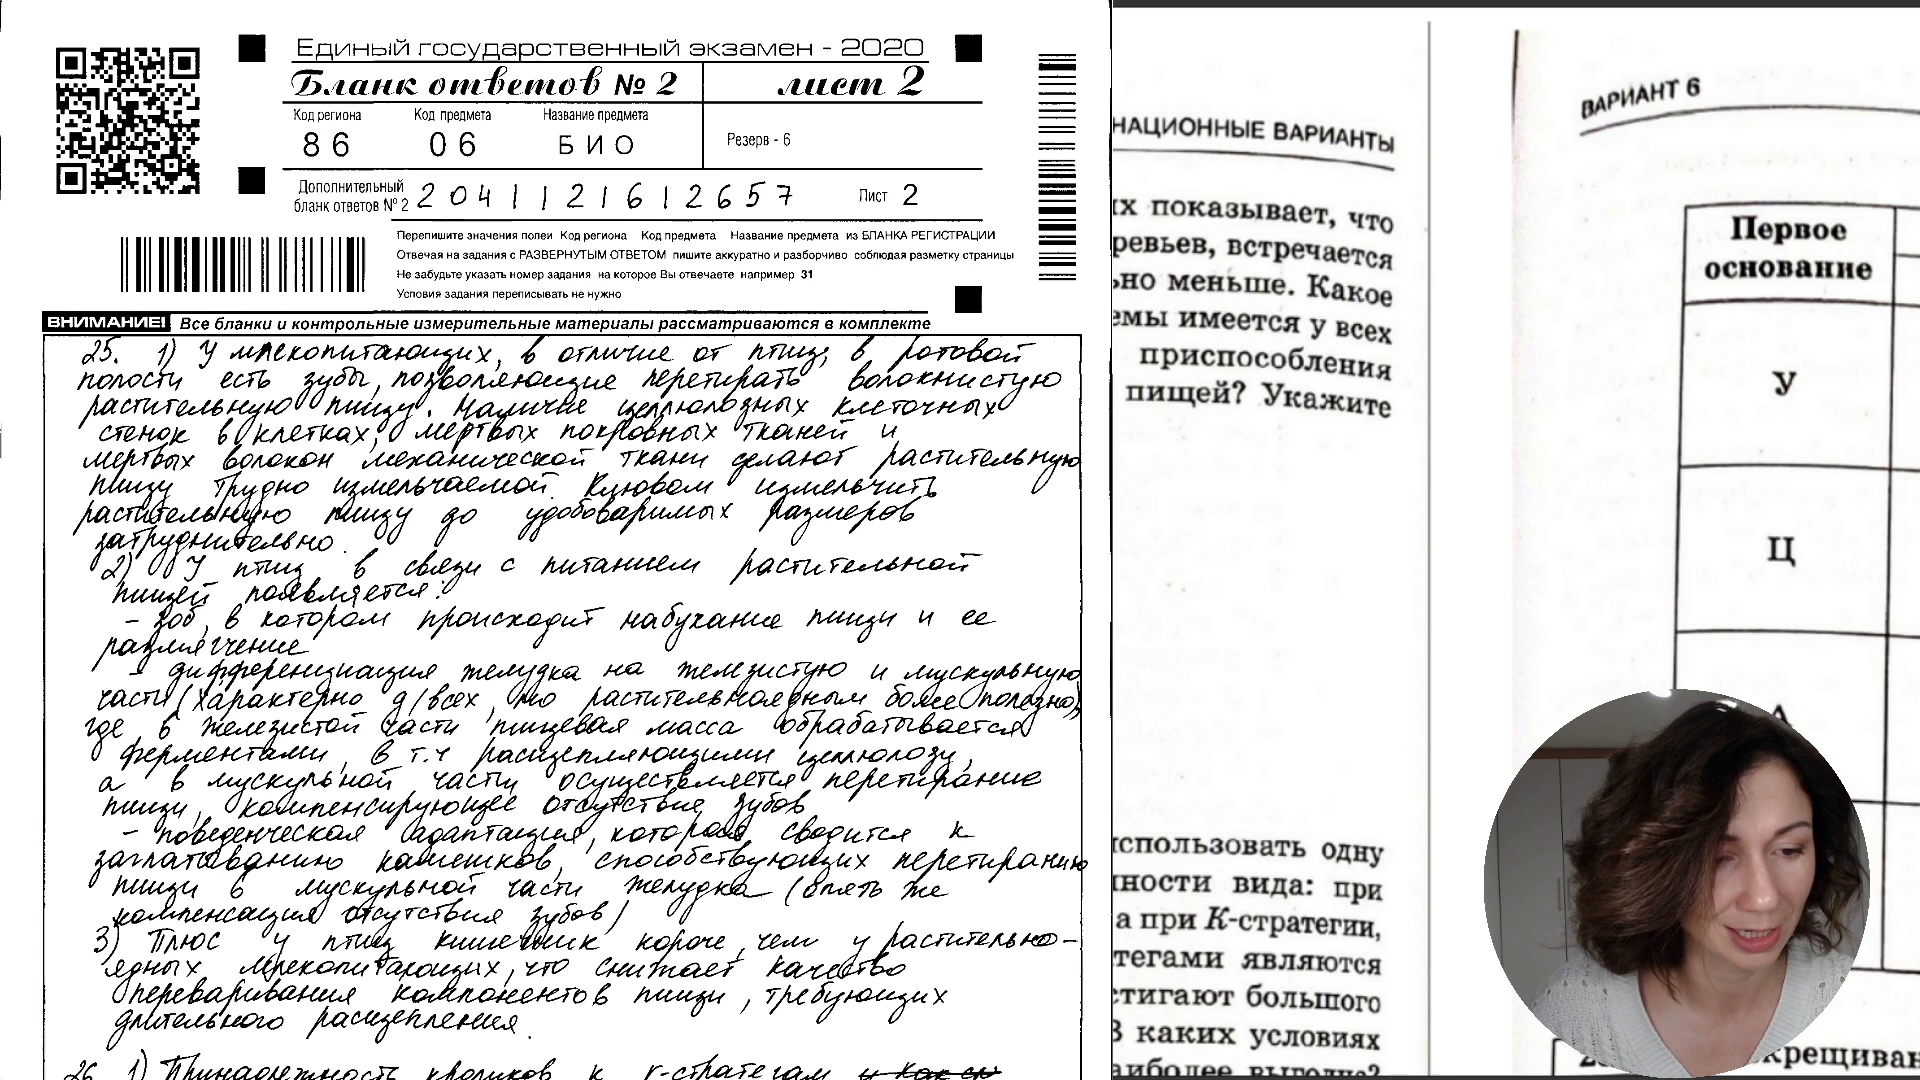 Единый государственный экзамен - 2020
Бланк ответов № 2
лист 2
Код региона
Код предмета
Название предмета
86
06
БИО
Резерв - 6
Дополнительный
бланк ответов № 2
2041121612657
Лист 2
Перепишите значения полей Код региона Код предмета Название предмета из БЛАНКА РЕГИСТРАЦИИ
Отвечая на задания с РАЗВЕРНУТЫМ ОТВЕТОМ пишите аккуратно и разборчиво соблюдая разметку страницы
Не забудьте указать номер задания на которое Вы отвечаете например 31
Условия задания переписывать не нужно
ВНИМАНИЕ! Все бланки и контрольные измерительные материалы рассматриваются в комплекте
25. 1) У млекопитающих, в отличие от птиц, в ротовой
полости есть зубы, позволяющие перетирать волокнистую
растительную пищу. Наличие целлюлозных клеточных
стенок в клетках, мертвых покровных тканей и
мертвых волокон механической ткани делают растительную
пищу трудно измельчаемой. Клювом измельчить
растительную пищу до удобоваримых размеров
затруднительно.
2) У птиц в связи с питанием растительной
пищей появляется:
- зоб, в котором происходит набухание пищи и ее
размягчение
- дифференциация желудка на железистую и мускульную
части (характерно д/всех, но растительноядным более полезно),
где в железистой части пищевая масса обрабатывается
ферментами, в т.ч расщепляющими целлюлозу,
а в мускульной части осуществляется перетирание
пищи, компенсирующее отсутствие зубов
- поведенческая адаптация, которая сводится к
заглатыванию камешков, способствующих перетиранию
пищи в мускульной части желудка (опять же
компенсация отсутствия зубов)
3) Плюс у птиц кишечник короче, чем у растительно-
ядных млекопитающих, что снижает качество
переваривания компонентов пищи, требующих
длительного расщепления.
26. 1) Принадлежность кроликов к r-стратегам
НАЦИОННЫЕ ВАРИАНТЫ
их показывает, что
ревьев, встречается
ьно меньше. Какое
емы имеется у всех
приспособления
пищей? Укажите
использовать одну
нности вида: при
а при К-стратегии,
тегами являются
стигают большого
В каких условиях
аиболее выгодна?
ВАРИАНТ 6
Первое
основание
У
Ц
А
крещиван